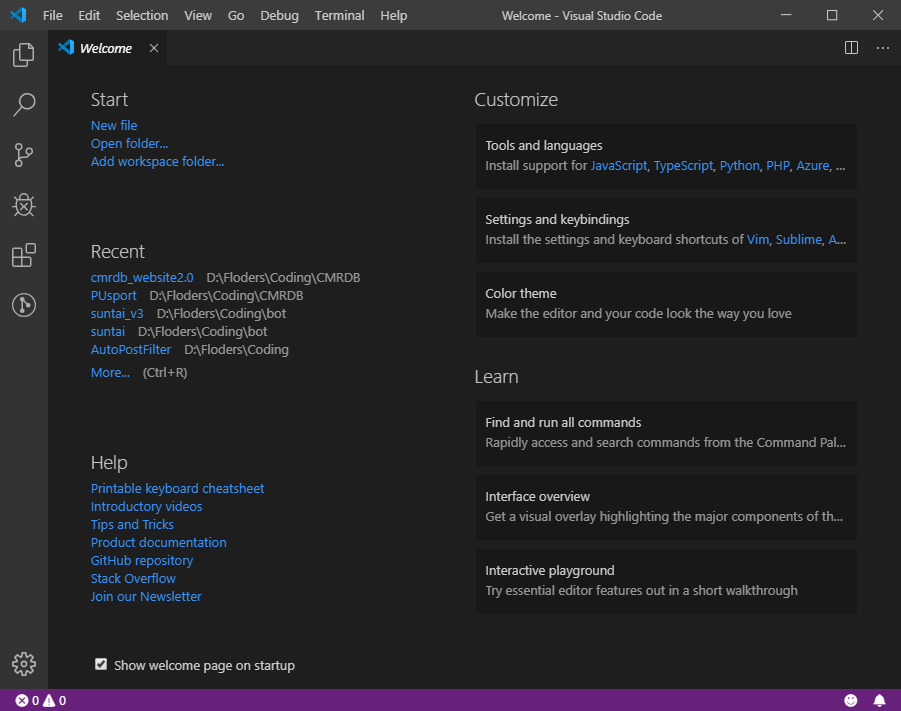 File Edit Selection View Go Debug Terminal Help Welcome - Visual Studio Code
Welcome
Start
New file
Open folder...
Add workspace folder...
Recent
cmrdb_website2.0 D:\Floders\Coding\CMRDB
PUsport D:\Floders\Coding\CMRDB
suntai_v3 D:\Floders\Coding\bot
suntai D:\Floders\Coding\bot
AutoPostFilter D:\Floders\Coding
More... (Ctrl+R)
Help
Printable keyboard cheatsheet
Introductory videos
Tips and Tricks
Product documentation
GitHub repository
Stack Overflow
Join our Newsletter
Show welcome page on startup
Customize
Tools and languages
Install support for JavaScript, TypeScript, Python, PHP, Azure, ...
Settings and keybindings
Install the settings and keyboard shortcuts of Vim, Sublime, A...
Color theme
Make the editor and your code look the way you love
Learn
Find and run all commands
Rapidly access and search commands from the Command Pal...
Interface overview
Get a visual overlay highlighting the major components of th...
Interactive playground
Try essential editor features out in a short walkthrough
0 0